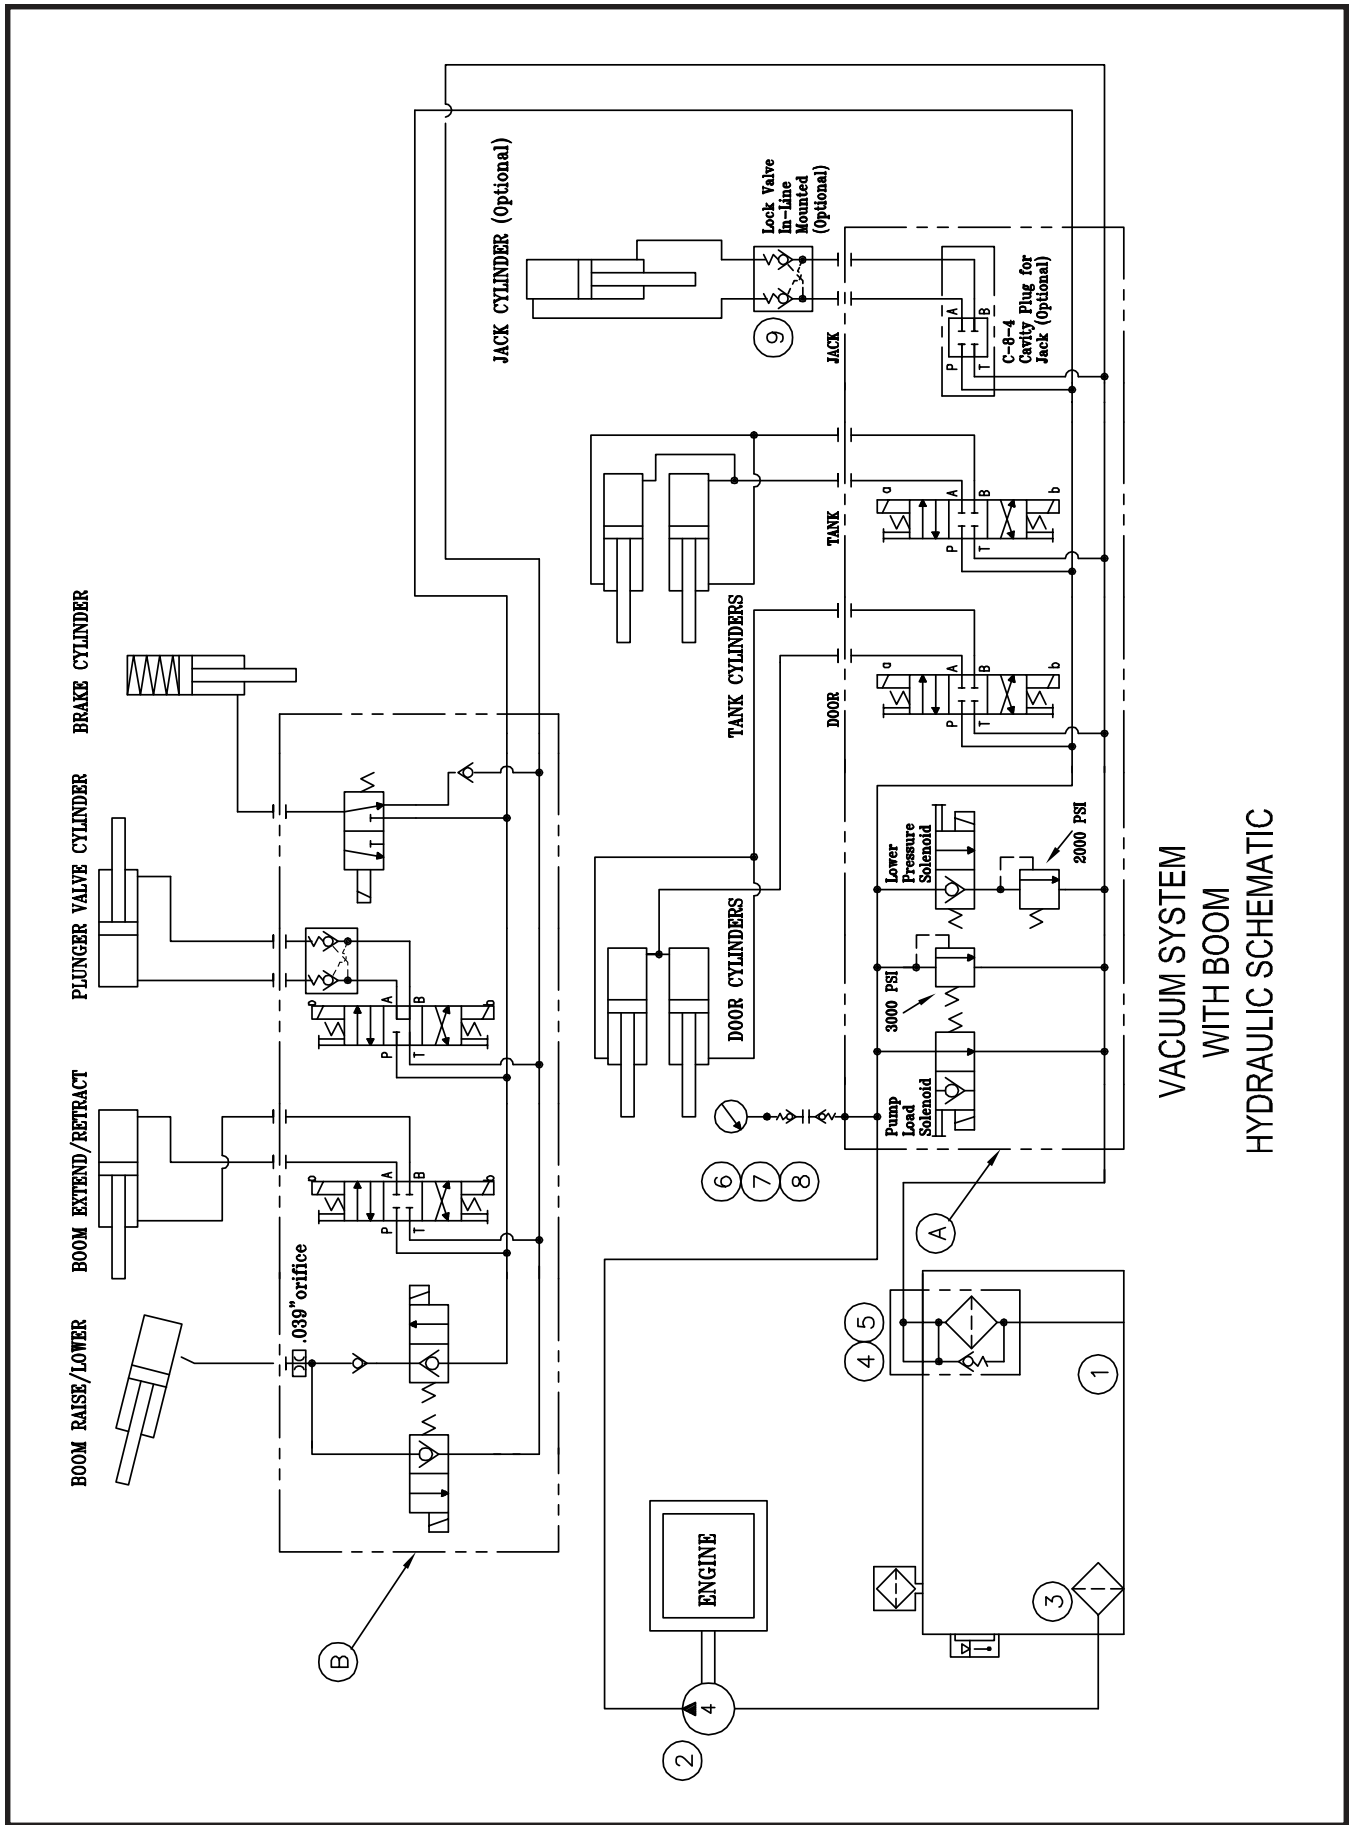 BOOM RAISE/LOWER
BOOM EXTEND/RETRACT
PLUNGER VALVE CYLINDER
BRAKE CYLINDER
.039"orifice
P
T
A
B
P
T
A
B
a
b
B
JACK CYLINDER (Optional)
Lock Valve
In-Line
Mounted
(Optional)
9
TANK CYLINDERS
DOOR CYLINDERS
ENGINE
4
2
6
7
8
DOOR
TANK
JACK
P
T
A
B
a
b
P
T
A
B
a
b
P
T
A
B
C-8-4
Cavity Plug for
Jack (Optional)
Pump
Load
Solenoid
3000 PSI
Lower
Pressure
Solenoid
2000 PSI
A
4
5
1
3
VACUUM SYSTEM
WITH BOOM
HYDRAULIC SCHEMATIC